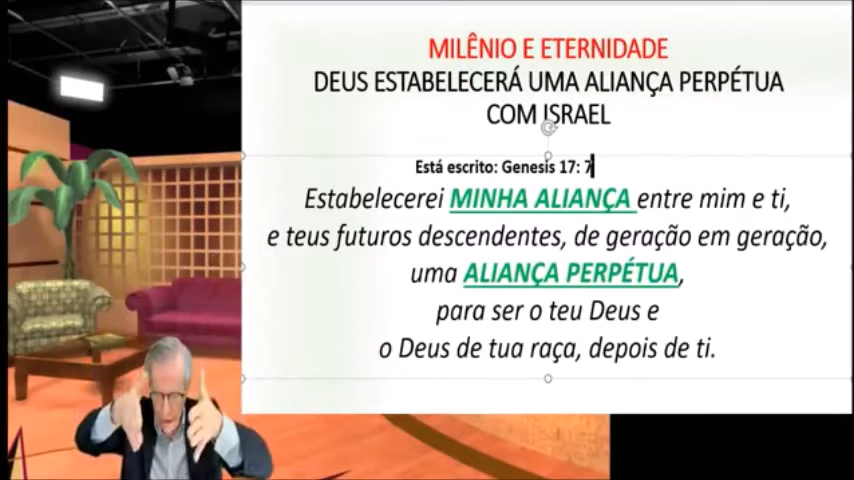 MILÊNIO E ETERNIDADE
DEUS ESTABELECERÁ UMA ALIANÇA PERPÉTUA
COM ISRAEL
Está escrito: Genesis 17: 7
Estabelecerei MINHA ALIANÇA entre mim e ti,
e teus futuros descendentes, de geração em geração,
uma ALIANÇA PERPÉTUA,
para ser o teu Deus e
o Deus de tua raça, depois de ti.